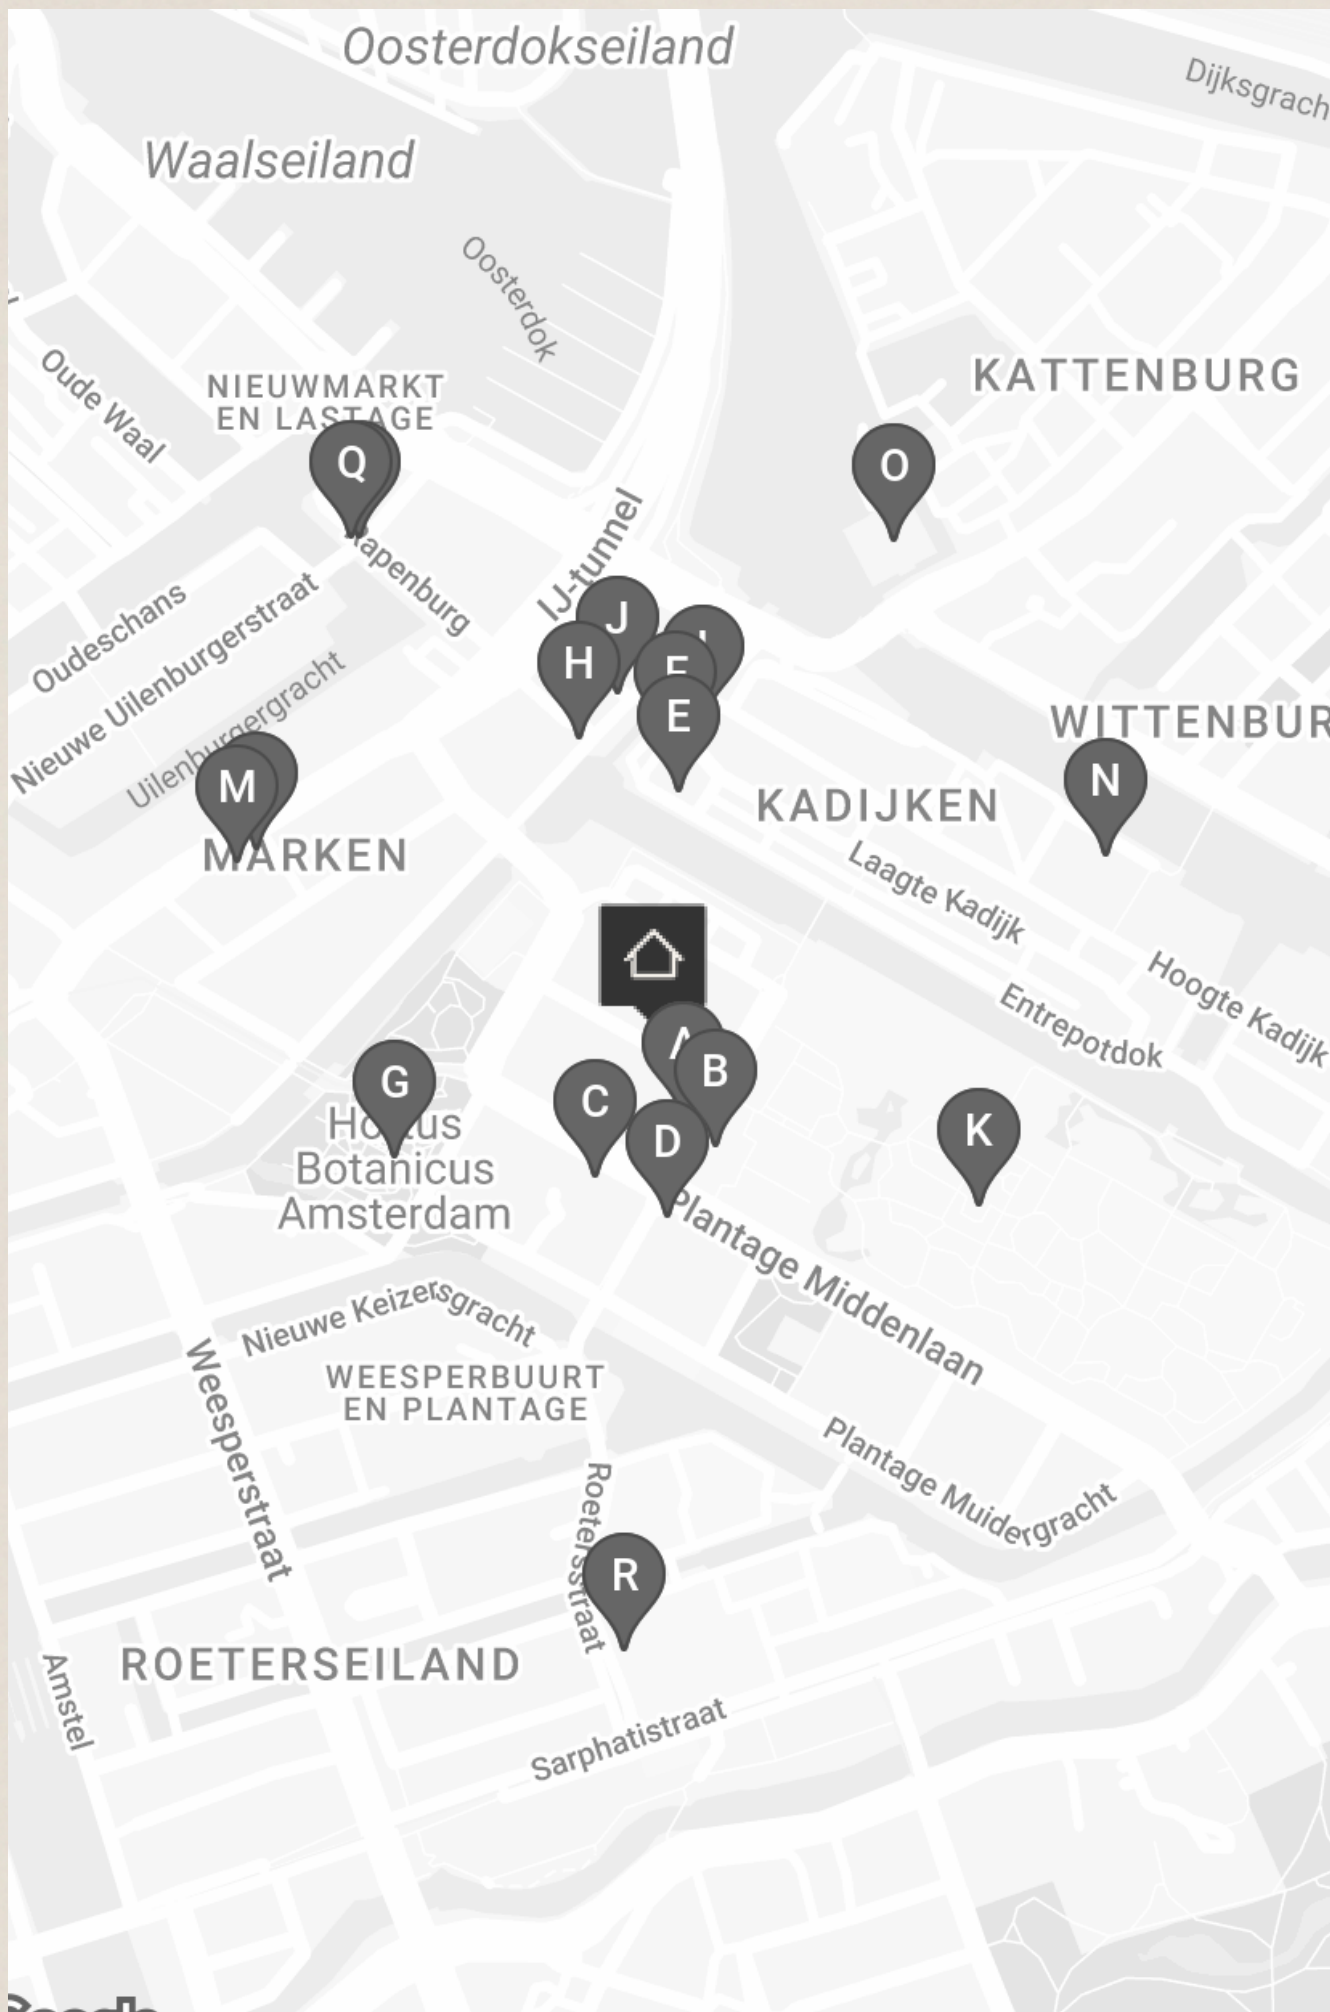 Oosterdokseiland
Dijksgrach
Waalseiland
Oosterdok
Oude Waal
NIEUWMARKT
EN LASTAGE
KATTENBURG
Q
O
IJ-tunnel
Oudeschans
Nieuwe Uilenburgerstraat
Uilenburgergracht
J
H
E
WITTENBUR
M
MARKEN
KADIJKEN
N
Laagte Kadijk
Hoogte Kadijk
Entrepotdok
A
B
C
D
G
K
Hortus
Botanicus
Amsterdam
Plantage Middenlaan
Nieuwe Keizersgracht
WEESPERBUURT
EN PLANTAGE
Weesperstraat
Plantage Muidergracht
Roetersstraat
R
ROETERSEILAND
Amstel
Sarphatistraat